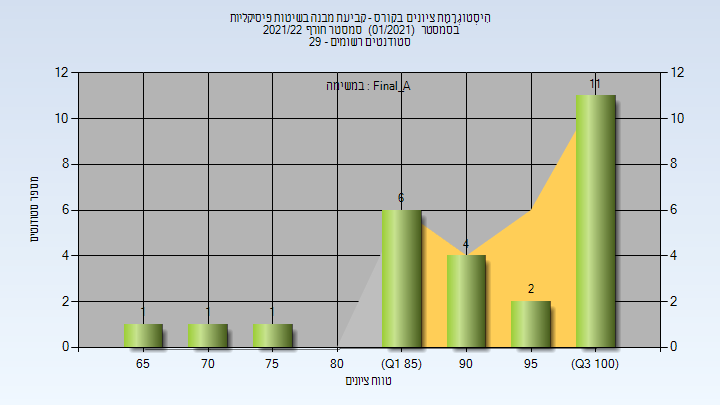 הִיסְטוֹגְרַמַּת ציונים בקורס - קביעת מבנה בשיטות פיסיקליות
בסמסטר (01/2021) סמסטר חורף 2021/22
סטודנטים רשומים - 29
במשימה : Final_A
12 12
10 10
8 8
6 6
4 4
2 2
0 0
מספר סטודנטים
1 1 1 6 4 2 11
65 70 75 80 (Q1 85) 90 95 (Q3 100)
טווח ציונים